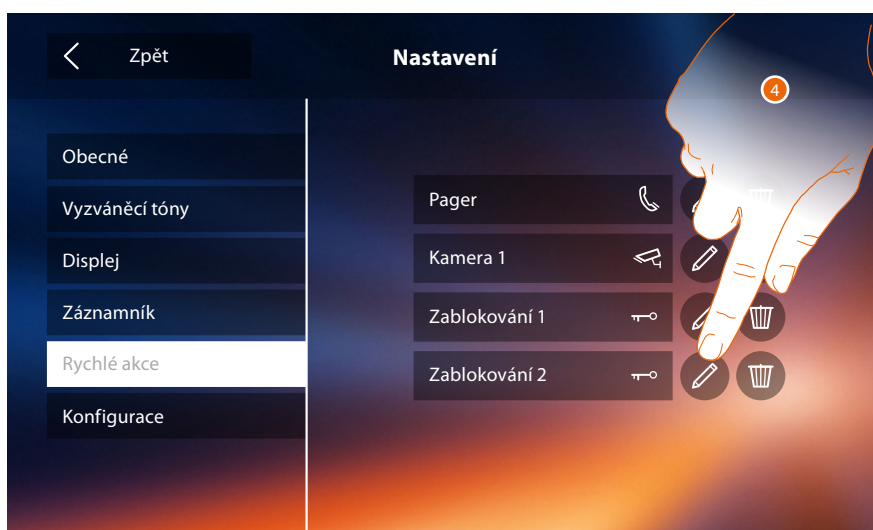 Zpět
Nastavení
4
Obecné
Vyzváněcí tóny
Displej
Záznamník
Rychlé akce
Konfigurace
Pager
Kamera 1
Zablokování 1
Zablokování 2